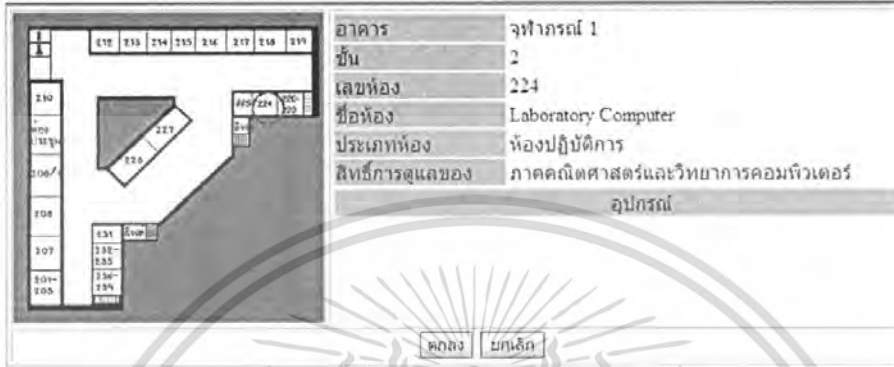 212 213 214 215 216 217 218 219
210
224
227
226
208
207
231
232-
235
อาคาร จุฬาภรณ์ 1
ชั้น 2
เลขห้อง 224
ชื่อห้อง Laboratory Computer
ประเภทห้อง ห้องปฏิบัติการ
สิทธิ์การดูแลของ ภาคคณิตศาสตร์และวิทยาการคอมพิวเตอร์
อุปกรณ์
ตกลง ยกเลิก